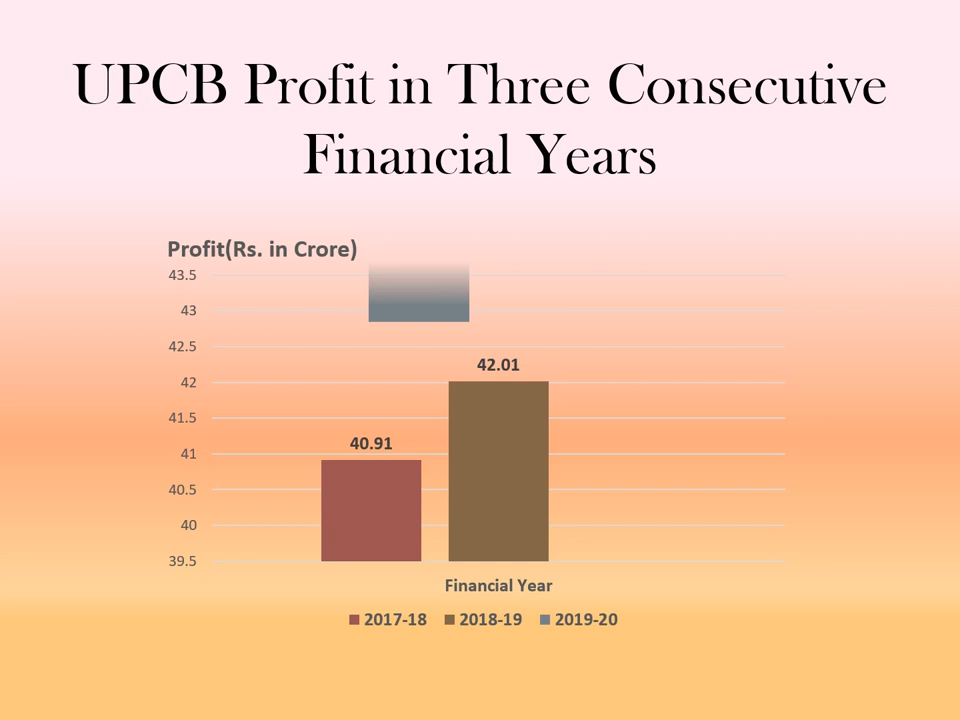 UPCB Profit in Three Consecutive
Financial Years
Profit(Rs. in Crore)
43.5
43
42.5
42.01
42
41.5
40.91
41
40.5
40
39.5
Financial Year
2017-18 2018-19 2019-20